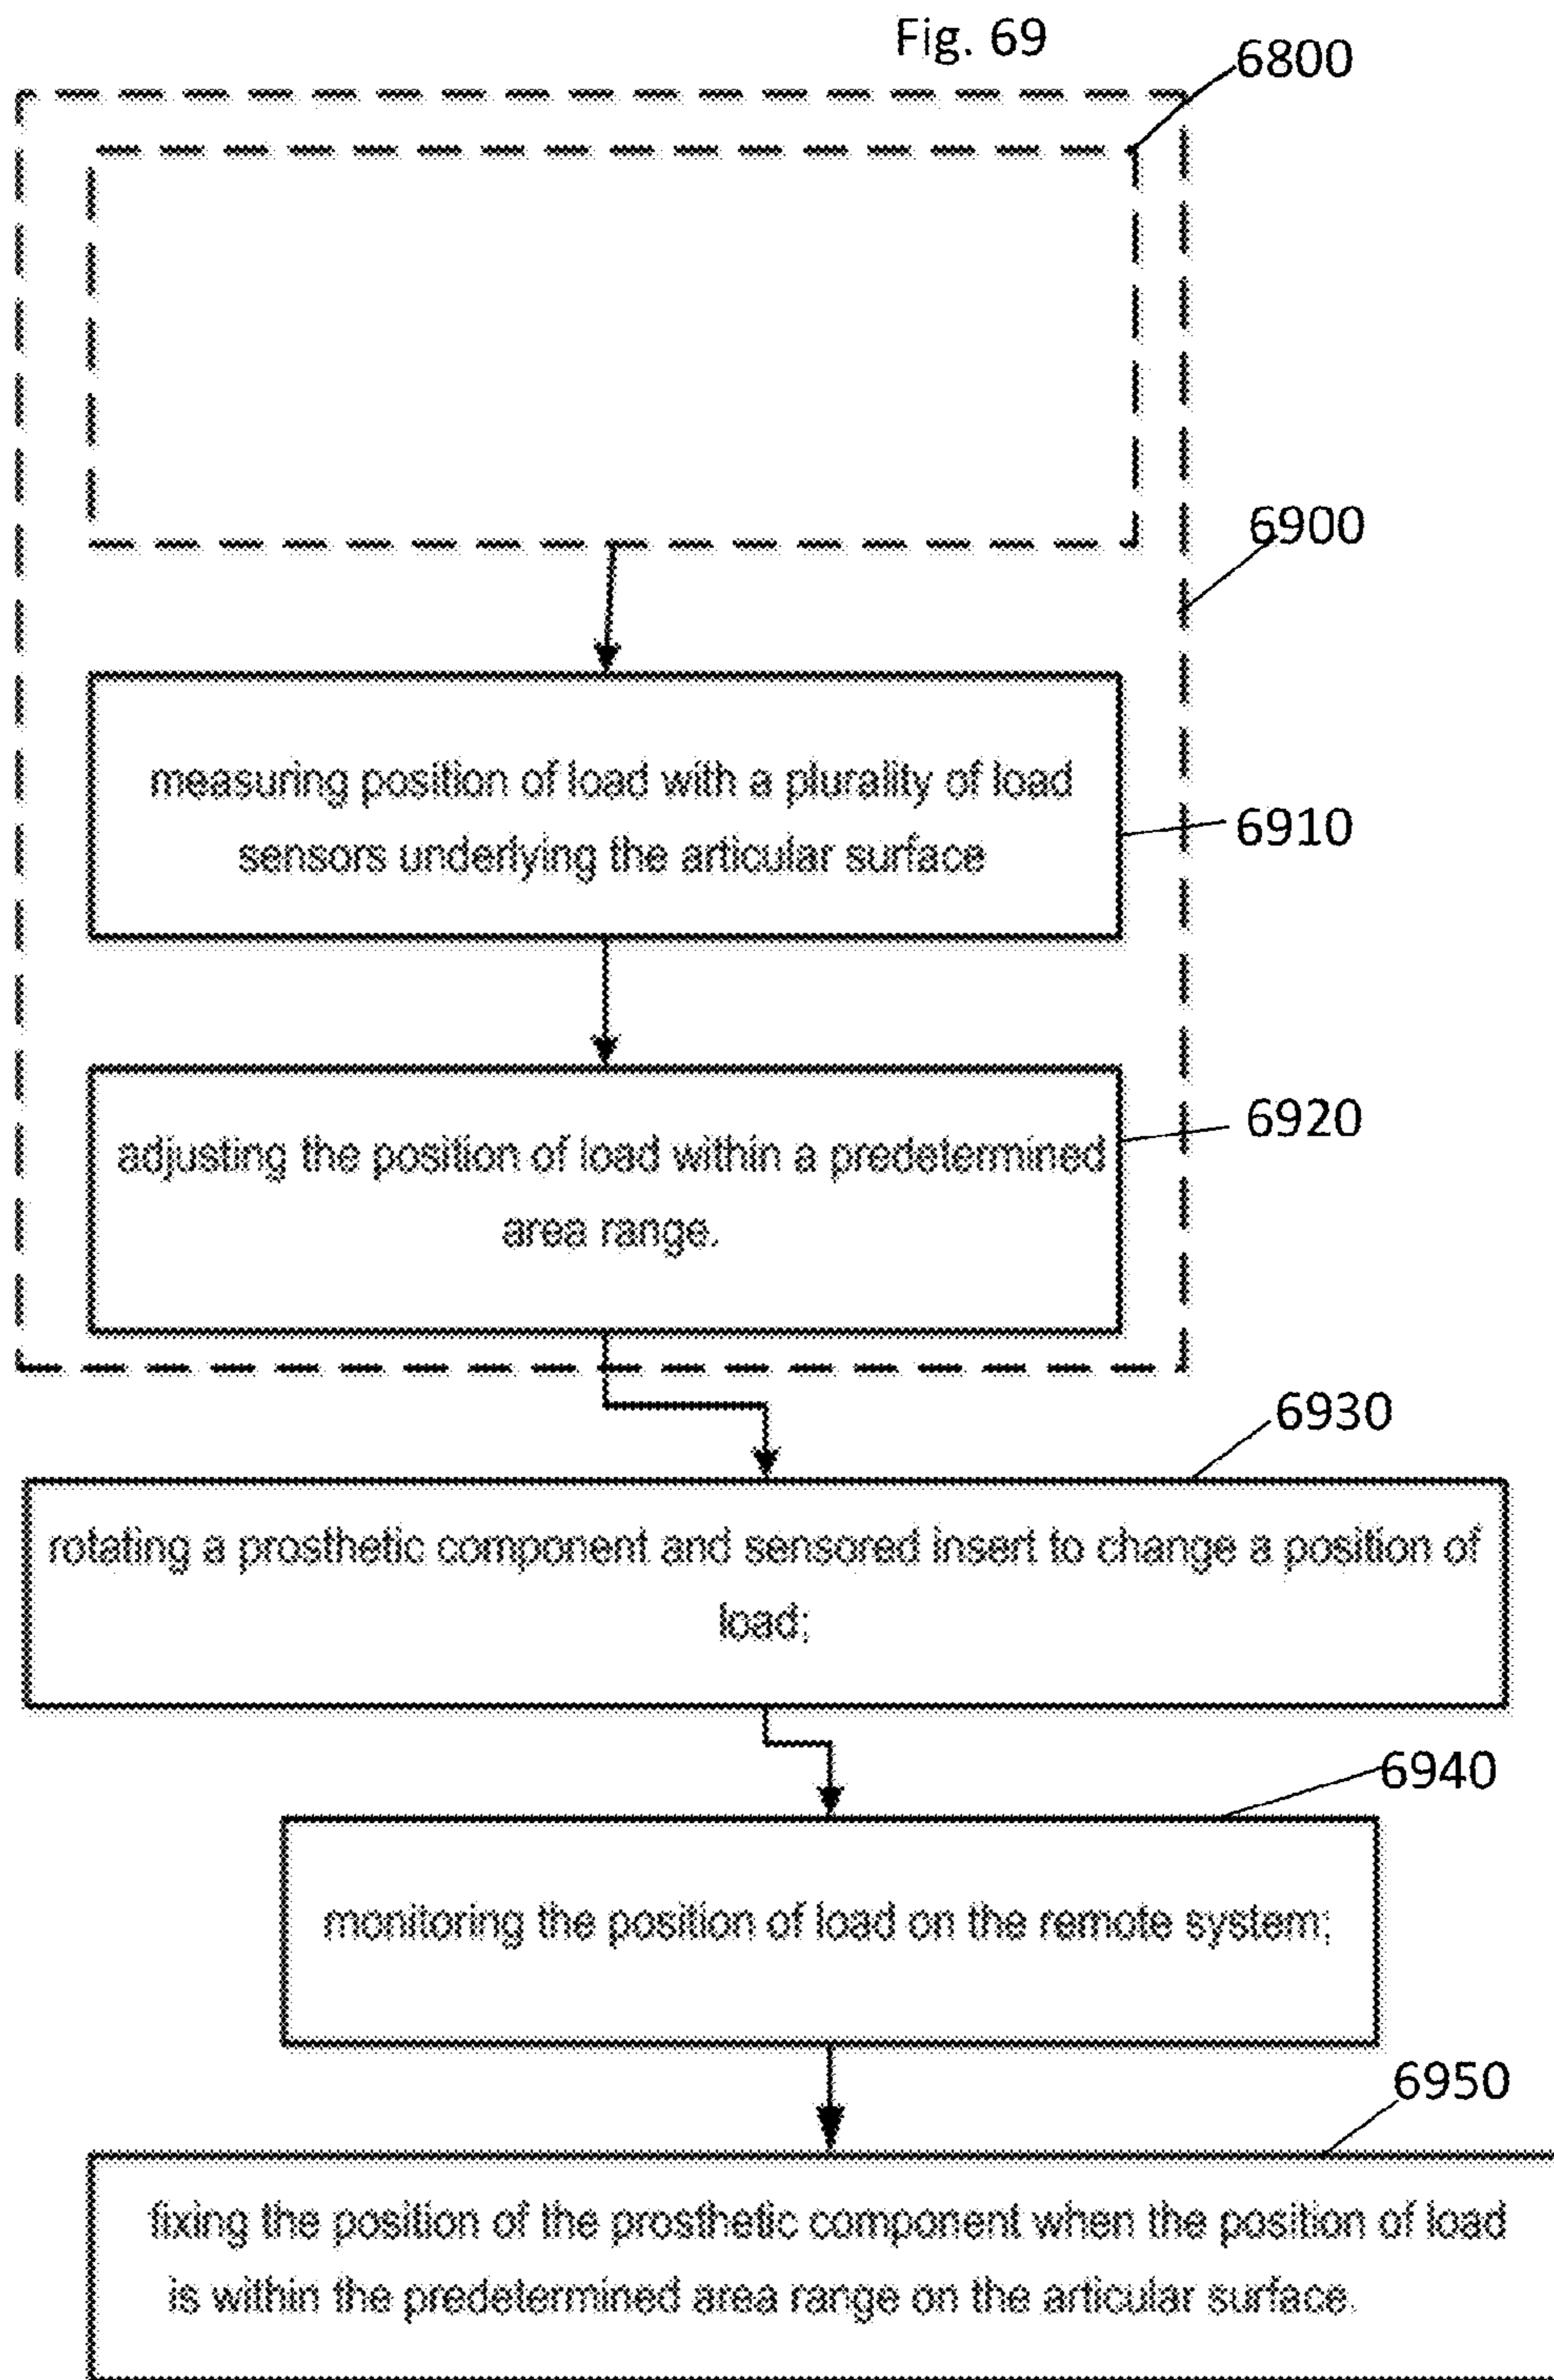 Fig. 69
6800
6900
measuring position of load with a plurality of load
sensors underlying the articular surface
6910
adjusting the position of load within a predetermined
area range.
6920
6930
rotating a prosthetic component and sensored insert to change a position of
load;
6940
monitoring the position of load on the remote system;
6950
fixing the position of the prosthetic component when the position of load
is within the predetermined area range on the articular surface.